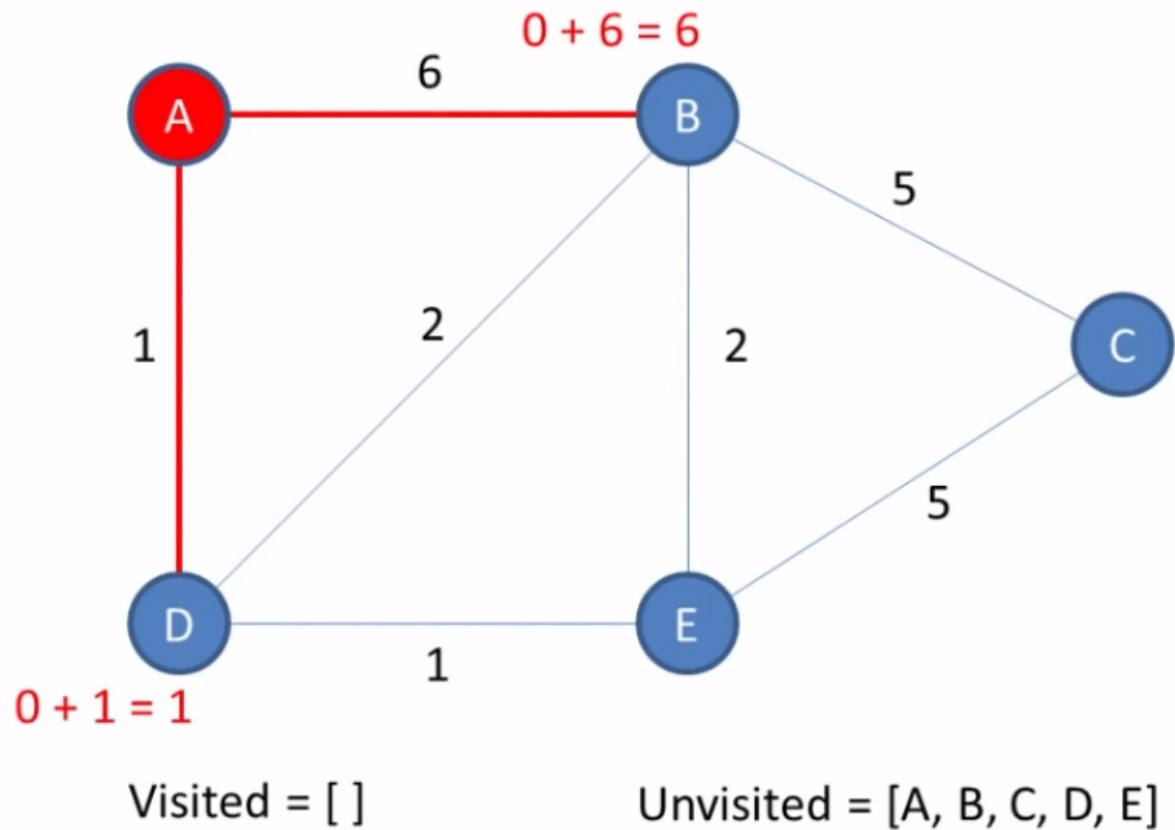 0 + 6 = 6
6
A
B
5
1
2
2
C
5
D
E
1
0 + 1 = 1
Visited = [ ]
Unvisited = [A, B, C, D, E]